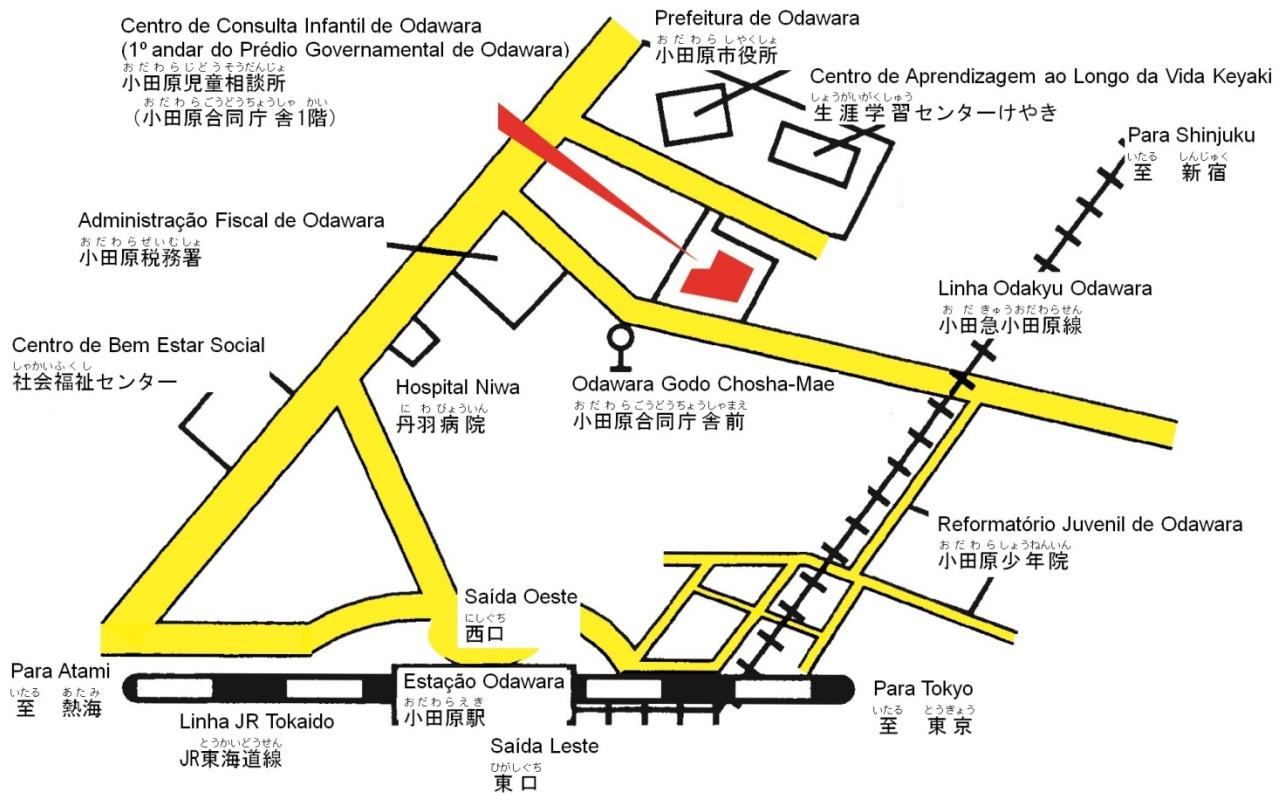 Centro de Consulta Infantil de Odawara
(1º andar do Prédio Governamental de Odawara)
おだわらじどうそうだんじょ
小田原児童相談所
おだわらごうどうちょうしゃ かい
（小田原合同庁舎1階）
Prefeitura de Odawara
おだわら しやくしょ
小田原市役所
Centro de Aprendizagem ao Longo da Vida Keyaki
しょうがいがくしゅう
生涯学習センターけやき
Para Shinjuku
いたる しんじゅく
至 新宿
Administração Fiscal de Odawara
おだわらぜいむしょ
小田原税務署
Linha Odakyu Odawara
おだきゅうおだわらせん
小田急小田原線
Centro de Bem Estar Social
しゃかいふくし
社会福祉センター
Hospital Niwa
にわびょういん
丹羽病院
Odawara Godo Chosha-Mae
おだわらごうどうちょうしゃまえ
小田原合同庁舎前
Reformatório Juvenil de Odawara
おだわらしょうねんいん
小田原少年院
Saída Oeste
にしぐち
西口
Para Atami
いたる あたみ
至 熱海
Estação Odawara
おだわらえき
小田原駅
Para Tokyo
いたる とうきょう
至 東京
Linha JR Tokaido
とうかいどうせん
JR東海道線
Saída Leste
ひがしぐち
東口